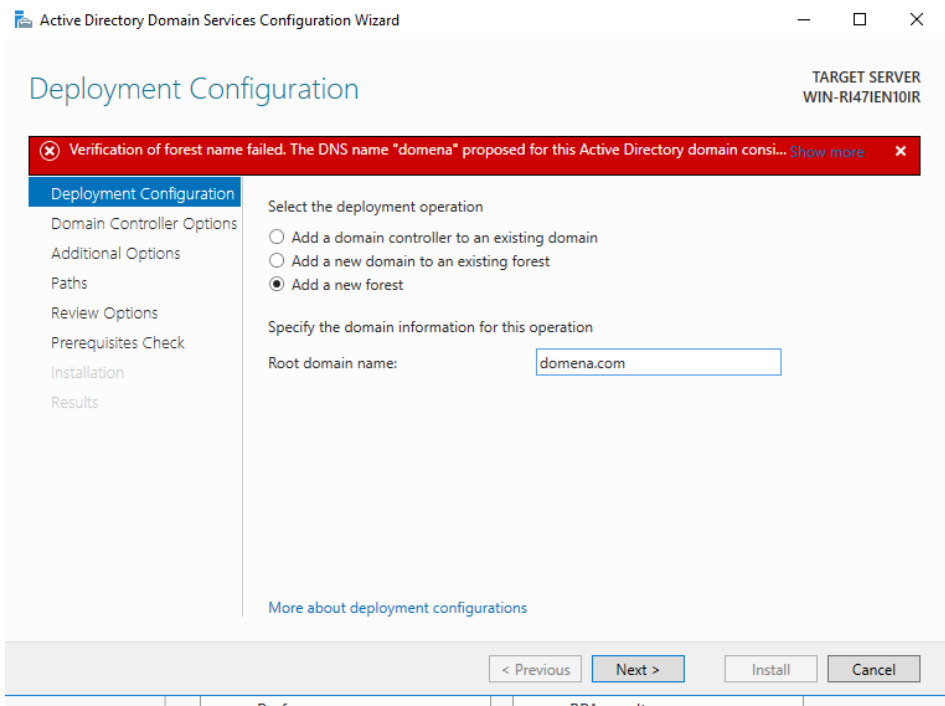 Active Directory Domain Services Configuration Wizard
Deployment Configuration
TARGET SERVER
WIN-RI47IEN10IR
Verification of forest name failed. The DNS name "domena" proposed for this Active Directory domain consi... Show more
Deployment Configuration
Domain Controller Options
Additional Options
Paths
Review Options
Prerequisites Check
Installation
Results
Select the deployment operation
Add a domain controller to an existing domain
Add a new domain to an existing forest
Add a new forest
Specify the domain information for this operation
Root domain name: domena.com
More about deployment configurations
< Previous Next > Install Cancel